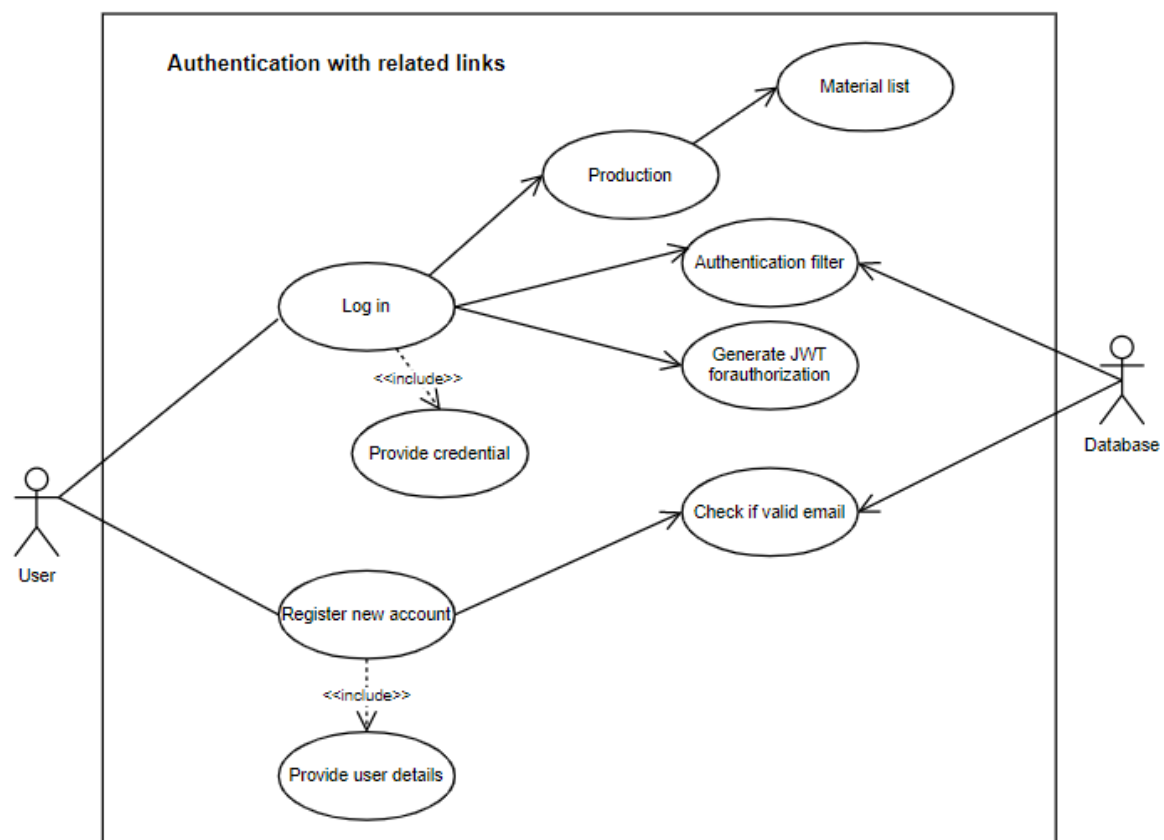 Authentication with related links
Material list
Production
Authentication filter
Log in
Generate JWT
forauthorization
<<include>>
Provide credential
Database
Check if valid email
User
Register new account
<<include>>
Provide user details